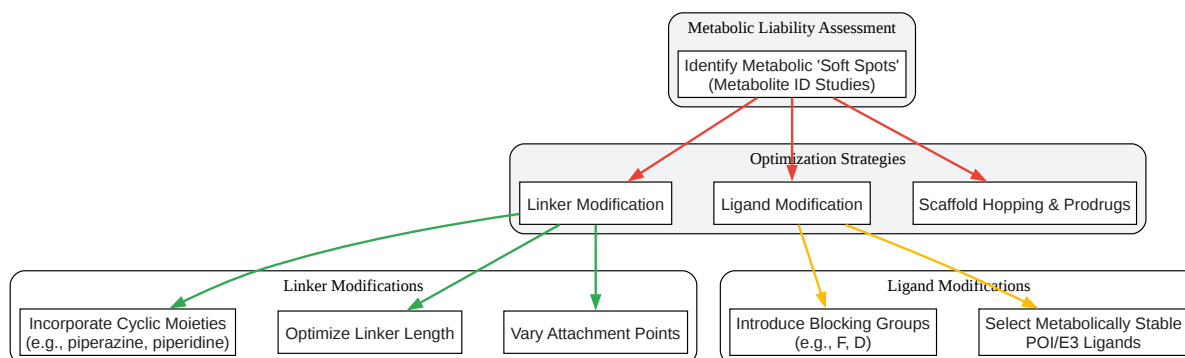 Metabolic Liability Assessment
Identify Metabolic 'Soft Spots'
(Metabolite ID Studies)
Optimization Strategies
Linker Modification
Ligand Modification
Scaffold Hopping & Prodrugs
Linker Modifications
Incorporate Cyclic Moieties
(e.g., piperazine, piperidine)
Optimize Linker Length
Vary Attachment Points
Ligand Modifications
Introduce Blocking Groups
(e.g., F, D)
Select Metabolically Stable
POI/E3 Ligands